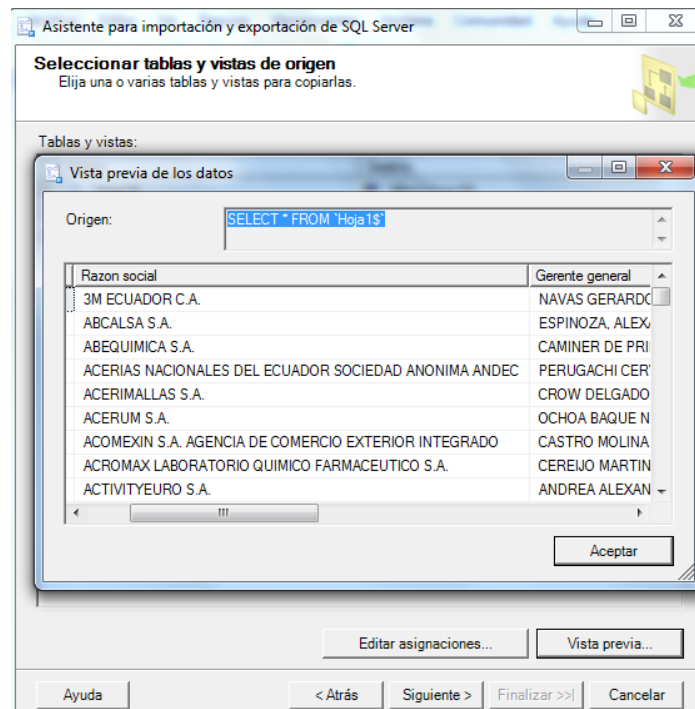 Asistente para importación y exportación de SQL Server
Seleccionar tablas y vistas de origen
Elija una o varias tablas y vistas para copiarlas.
Tablas y vistas:
Vista previa de los datos
Origen:
SELECT * FROM `Hoja1$`
Razon social Gerente general
3M ECUADOR C.A. NAVAS GERARDO
ABCALSA S.A. ESPINOZA, ALEX
ABEQUIMICA S.A. CAMINER DE PRI
ACERIAS NACIONALES DEL ECUADOR SOCIEDAD ANONIMA ANDEC PERUGACHI CER
ACERIMALLAS S.A. CROW DELGADO
ACERUM S.A. OCHOA BAQUE N
ACOMEXIN S.A. AGENCIA DE COMERCIO EXTERIOR INTEGRADO CASTRO MOLINA
ACROMAX LABORATORIO QUIMICO FARMACEUTICO S.A. CEREIJO MARTIN
ACTIVITYEURO S.A. ANDREA ALEXAN
Aceptar
Editar asignaciones... Vista previa...
Ayuda < Atrás Siguiente > Finalizar >>| Cancelar